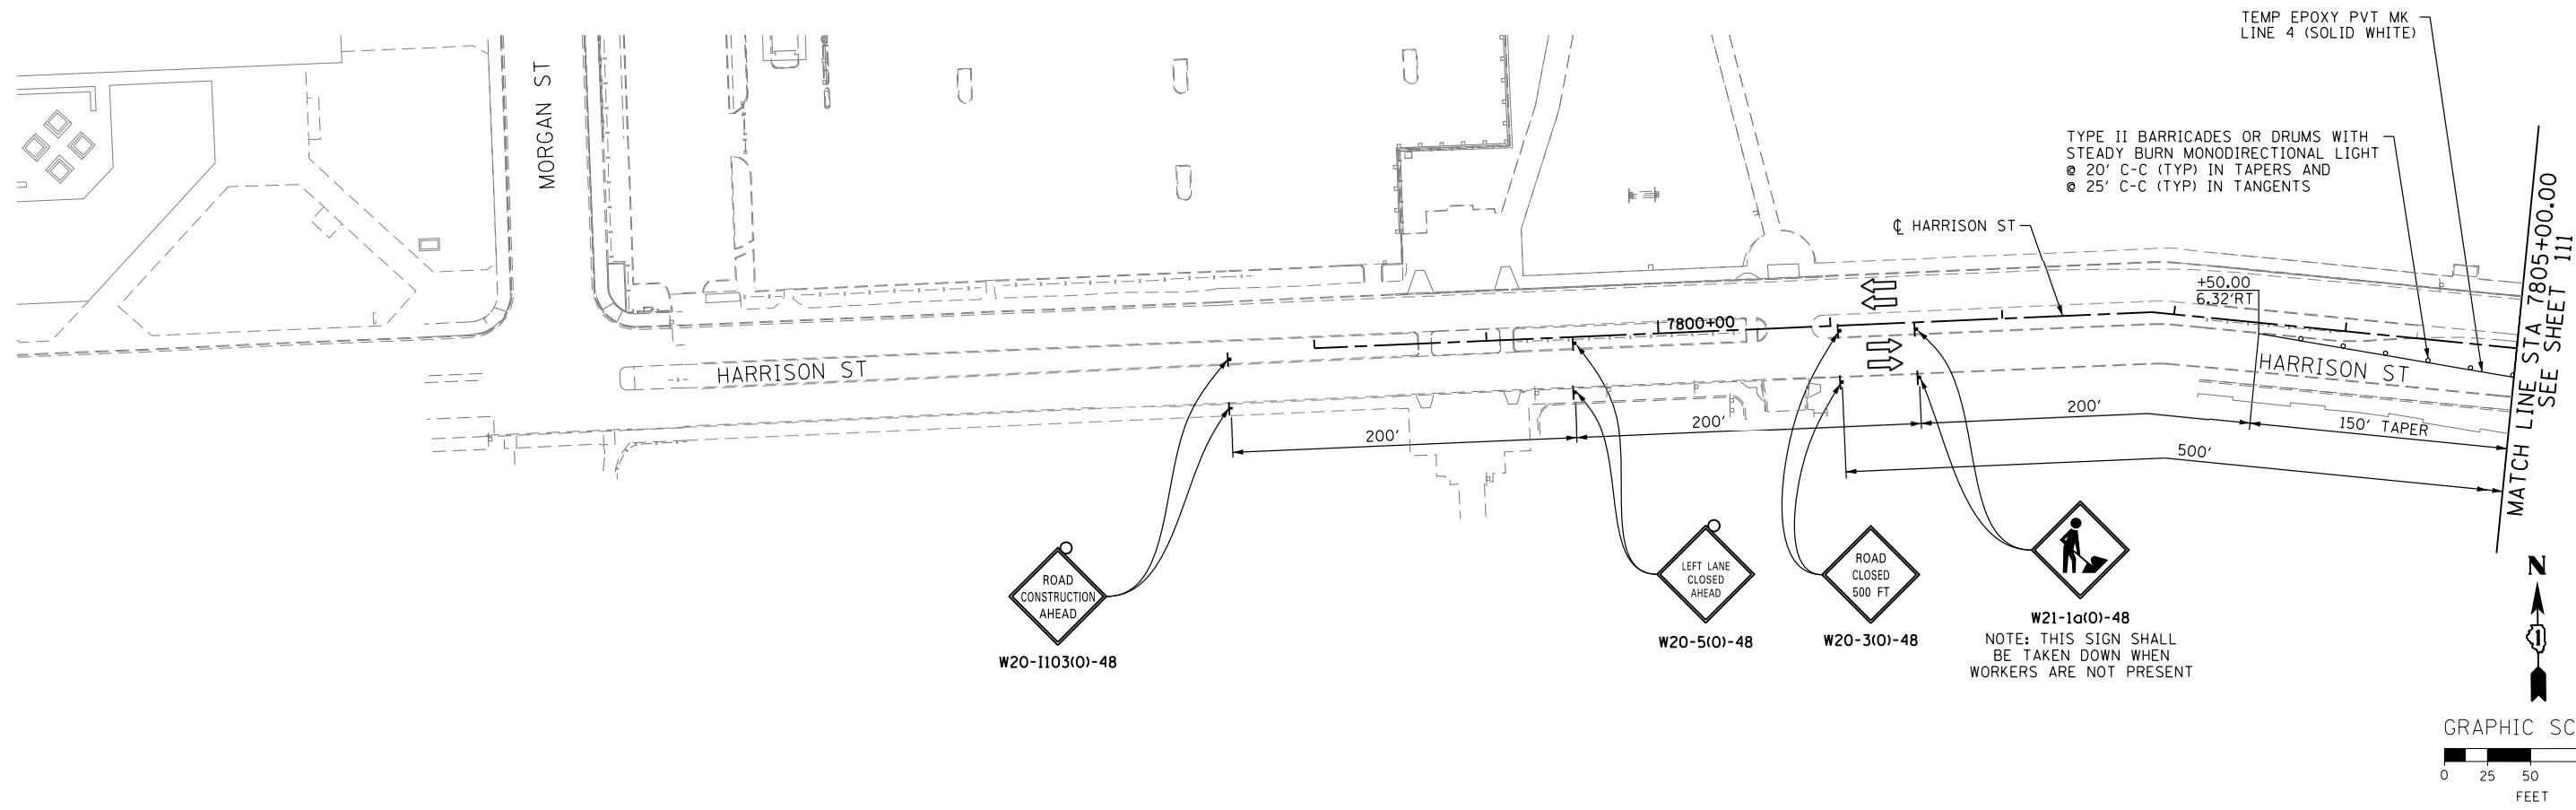 TEMP EPOXY PVT MK
LINE 4 (SOLID WHITE)
MORGAN ST
TYPE II BARRICADES OR DRUMS WITH
STEADY BURN MONODIRECTIONAL LIGHT
@ 20' C-C (TYP) IN TAPERS AND
@ 25' C-C (TYP) IN TANGENTS
℄ HARRISON ST
+50.00
6.32'RT
7800+00
HARRISON ST
HARRISON ST
MATCH LINE STA 7805+00.00
SEE SHEET 111
200'
200'
200'
150' TAPER
500'
ROAD
CONSTRUCTION
AHEAD
W20-I103(O)-48
LEFT LANE
CLOSED
AHEAD
W20-5(O)-48
ROAD
CLOSED
500 FT
W20-3(O)-48
W21-1a(O)-48
NOTE: THIS SIGN SHALL
BE TAKEN DOWN WHEN
WORKERS ARE NOT PRESENT
N
1
GRAPHIC SC
0 25 50
FEET